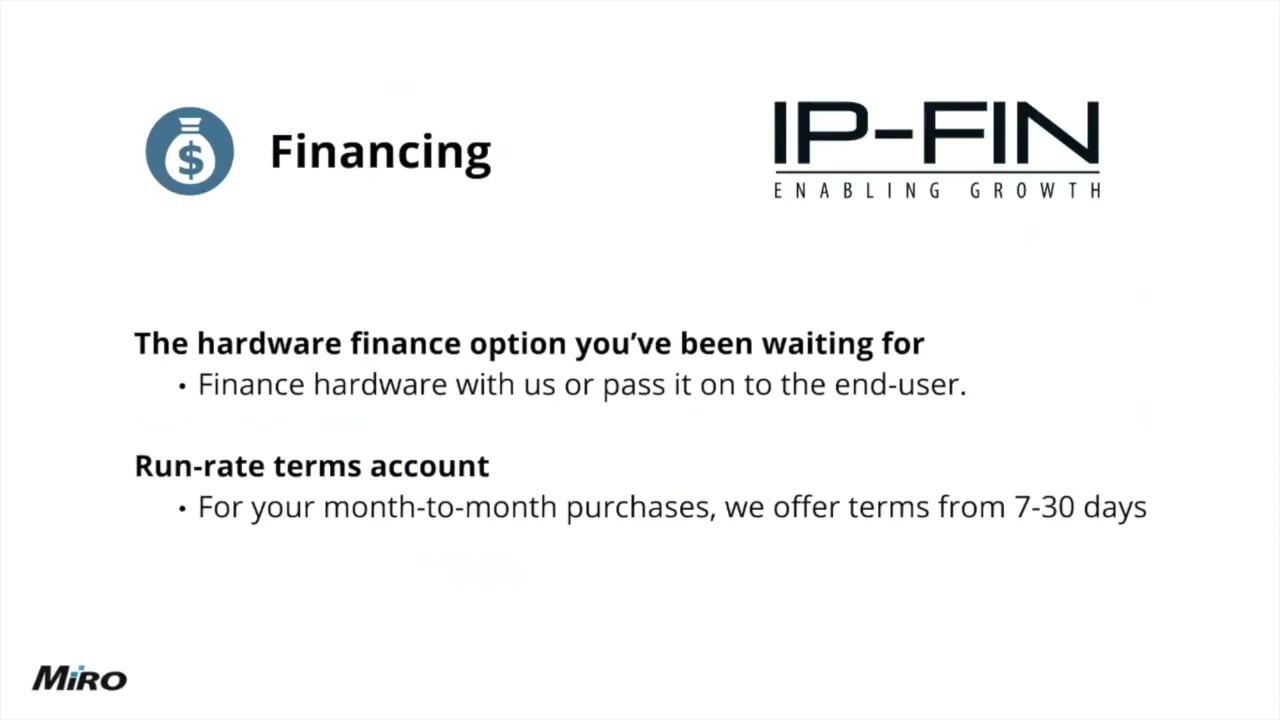 $
Financing
IP-FIN
ENABLING GROWTH
The hardware finance option you’ve been waiting for
• Finance hardware with us or pass it on to the end-user.
Run-rate terms account
• For your month-to-month purchases, we offer terms from 7-30 days
MiRO